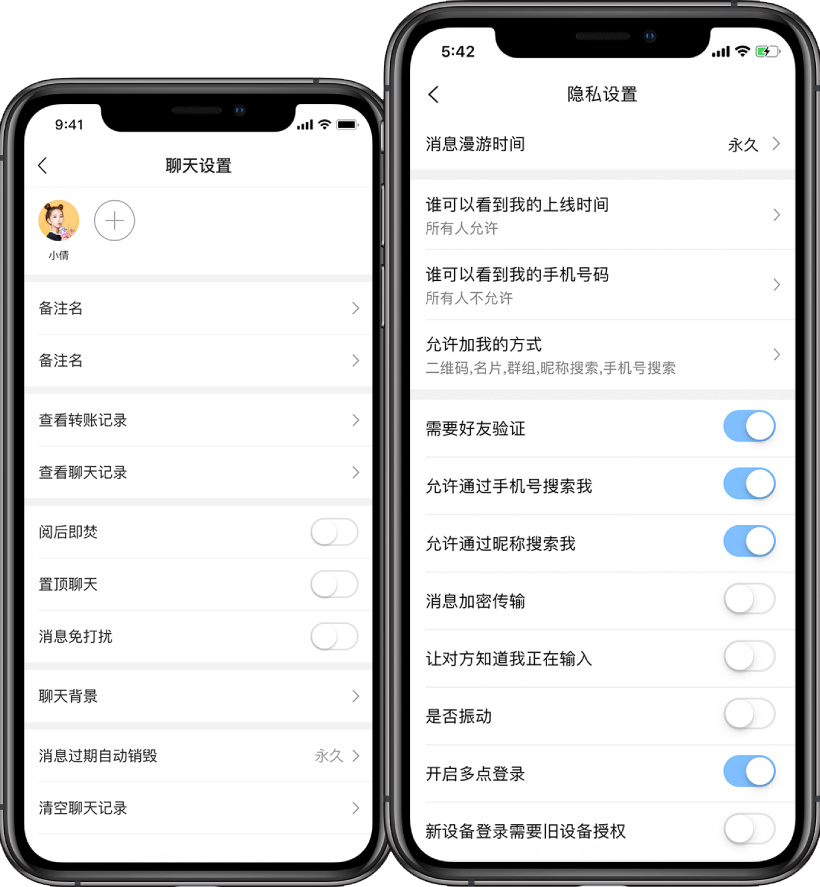 9:41
聊天设置
小倩
备注名
备注名
查看转账记录
查看聊天记录
阅后即焚
置顶聊天
消息免打扰
聊天背景
消息过期自动销毁 永久
清空聊天记录
5:42
隐私设置
消息漫游时间 永久
谁可以看到我的上线时间
所有人允许
谁可以看到我的手机号码
所有人不允许
允许加我的方式
二维码,名片,群组,昵称搜索,手机号搜索
需要好友验证
允许通过手机号搜索我
允许通过昵称搜索我
消息加密传输
让对方知道我正在输入
是否振动
开启多点登录
新设备登录需要旧设备授权